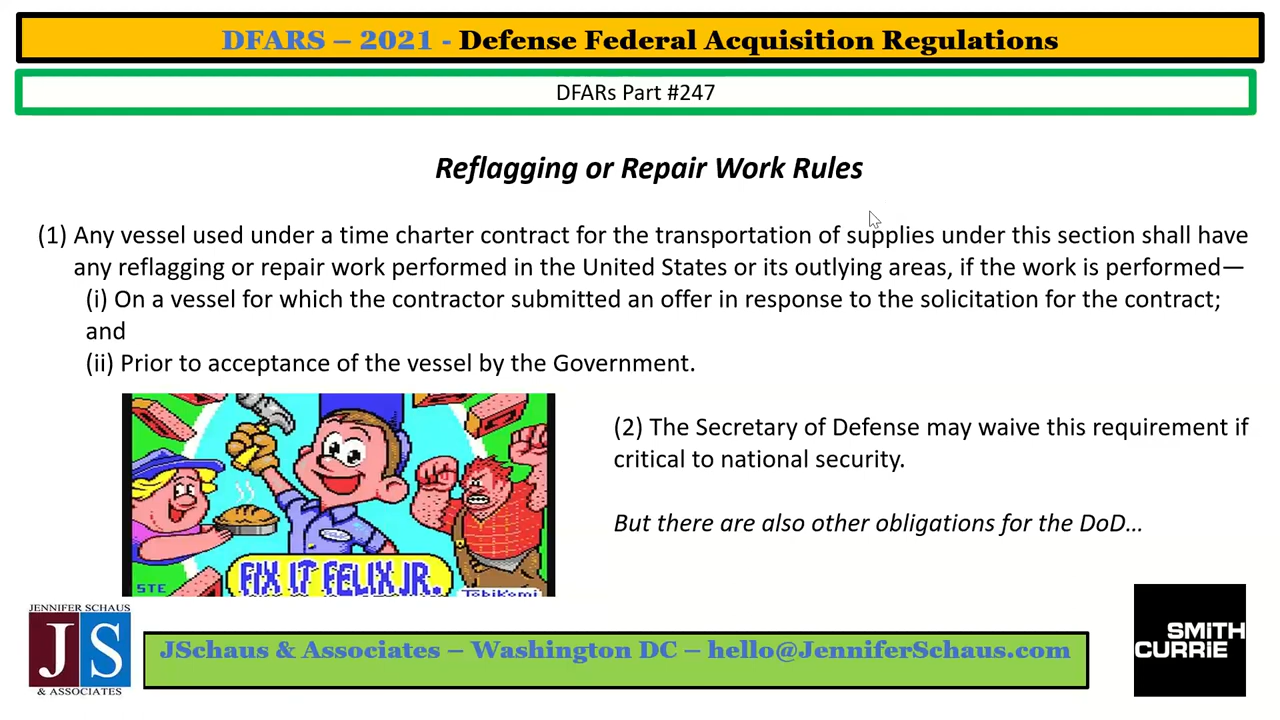 DFARS – 2021 - Defense Federal Acquisition Regulations
DFARs Part #247
Reflagging or Repair Work Rules
(1) Any vessel used under a time charter contract for the transportation of supplies under this section shall have
any reflagging or repair work performed in the United States or its outlying areas, if the work is performed—
(i) On a vessel for which the contractor submitted an offer in response to the solicitation for the contract;
and
(ii) Prior to acceptance of the vessel by the Government.
(2) The Secretary of Defense may waive this requirement if
critical to national security.
But there are also other obligations for the DoD…
STE
FIX IT FELIX JR.
TobiKomi
JENNIFER SCHAUS
JS
& ASSOCIATES
JSchaus & Associates – Washington DC – hello@JenniferSchaus.com
SMITH
CURRIE